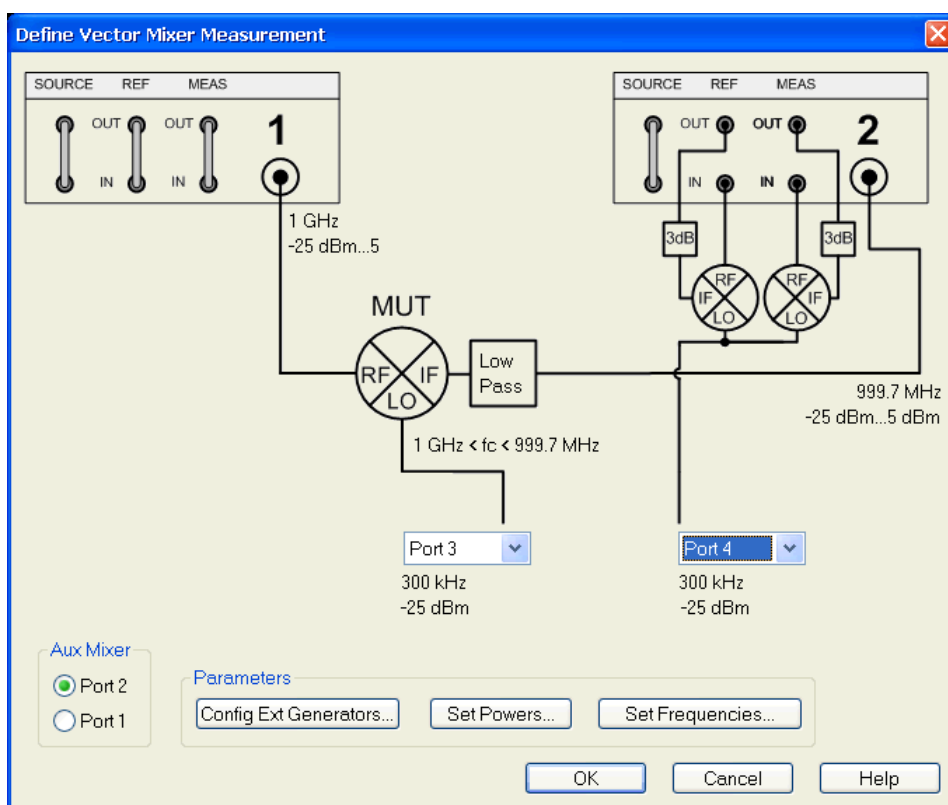 Define Vector Mixer Measurement
SOURCE REF MEAS
OUT OUT 1
IN IN
SOURCE REF MEAS
OUT OUT 2
IN IN
1 GHz
-25 dBm...5
3dB 3dB
RF RF
IF IF
LO LO
MUT
RF IF
LO
Low
Pass
999.7 MHz
-25 dBm...5 dBm
1 GHz < fc < 999.7 MHz
Port 3
300 kHz
-25 dBm
Port 4
300 kHz
-25 dBm
Aux Mixer
Port 2
Port 1
Parameters
Config Ext Generators... Set Powers... Set Frequencies...
OK Cancel Help